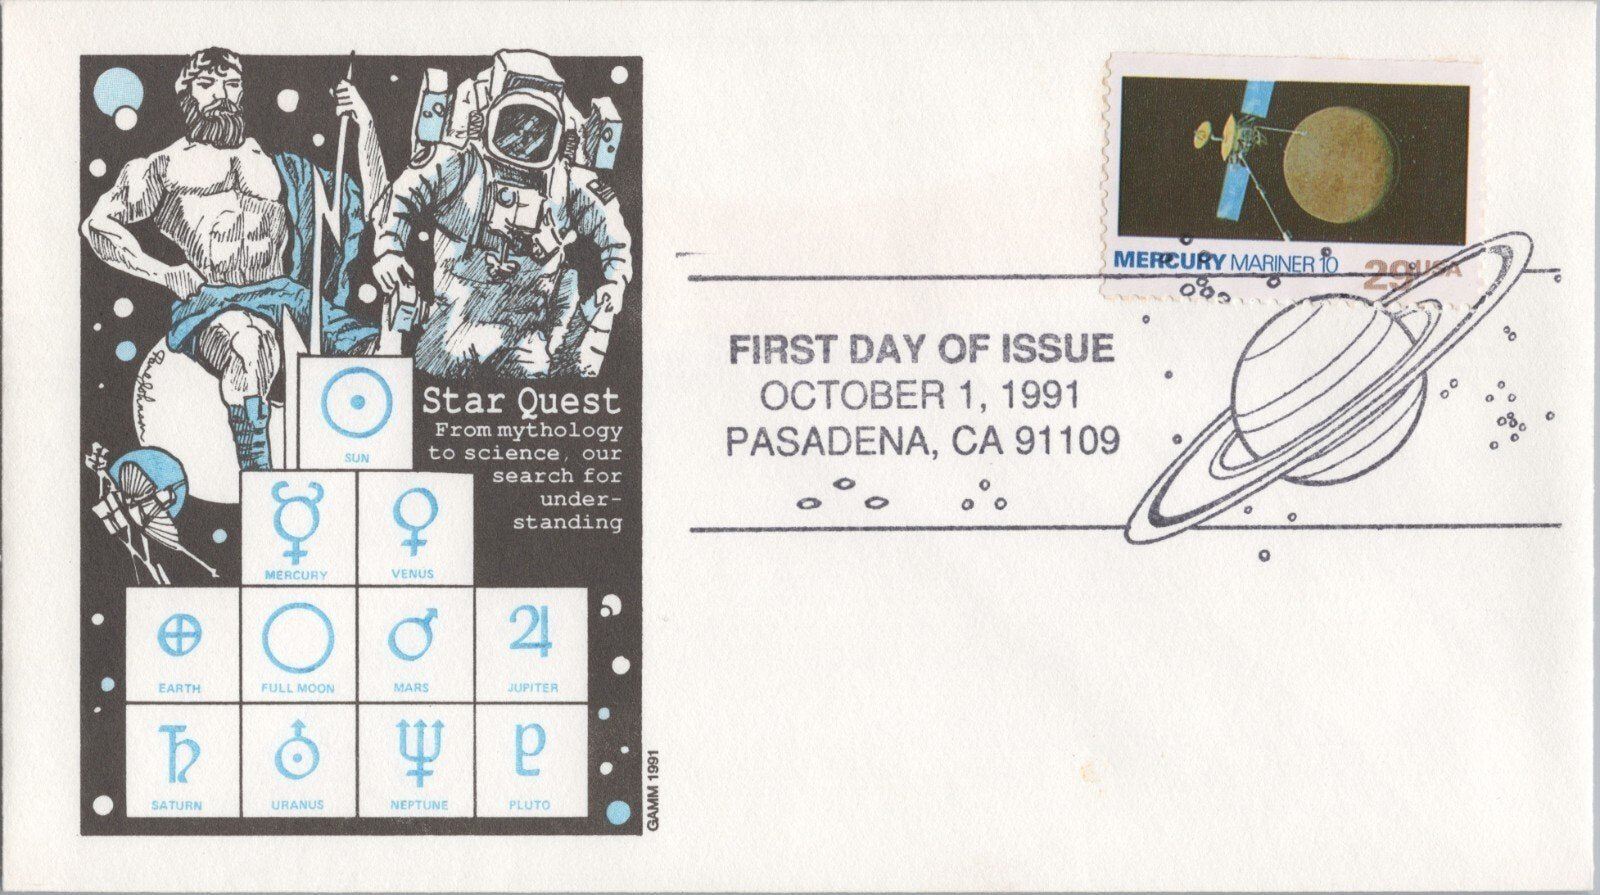 MERCURY MARINER 10
29 USA
FIRST DAY OF ISSUE
OCTOBER 1, 1991
PASADENA, CA 91109
Star Quest
From mythology
to science, our
search for
under-
standing
SUN
MERCURY VENUS
EARTH FULL MOON MARS JUPITER
SATURN URANUS NEPTUNE PLUTO
GAMM 1991